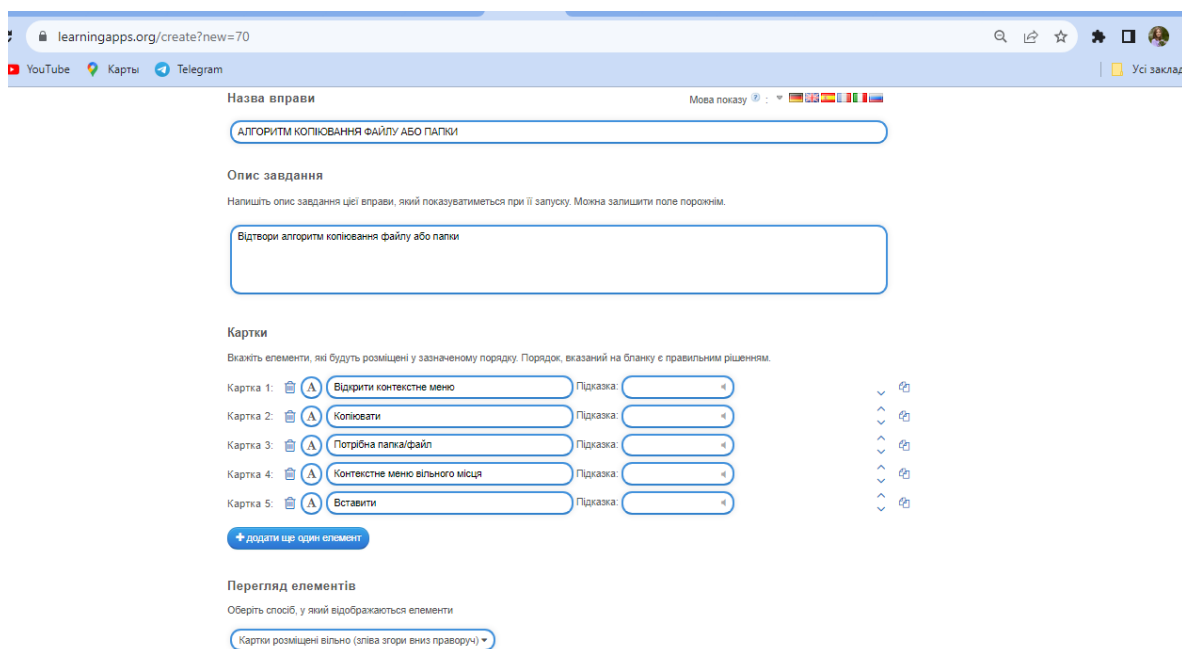 learningapps.org/create?new=70
YouTube Карты Telegram Усі заклад
Назва вправи Мова показу ? :
АЛГОРИТМ КОПІЮВАННЯ ФАЙЛУ АБО ПАПКИ
Опис завдання
Напишіть опис завдання цієї вправи, який показуватиметься при її запуску. Можна залишити поле порожнім.
Відтвори алгоритм копіювання файлу або папки
Картки
Вкажіть елементи, які будуть розміщені у зазначеному порядку. Порядок, вказаний на бланку є правильним рішенням.
Картка 1: A Відкрити контекстне меню Підказка:
Картка 2: A Копіювати Підказка:
Картка 3: A Потрібна папка/файл Підказка:
Картка 4: A Контекстне меню вільного місця Підказка:
Картка 5: A Вставити Підказка:
+ додати ще один елемент
Перегляд елементів
Оберіть спосіб, у який відображаються елементи
Картки розміщені вільно (зліва згори вниз праворуч)